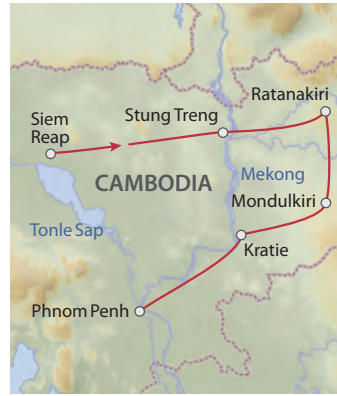 Ratanakiri
Stung Treng
Siem
Reap
Mekong
CAMBODIA
Mondulkiri
Tonle Sap
Kratie
Phnom Penh